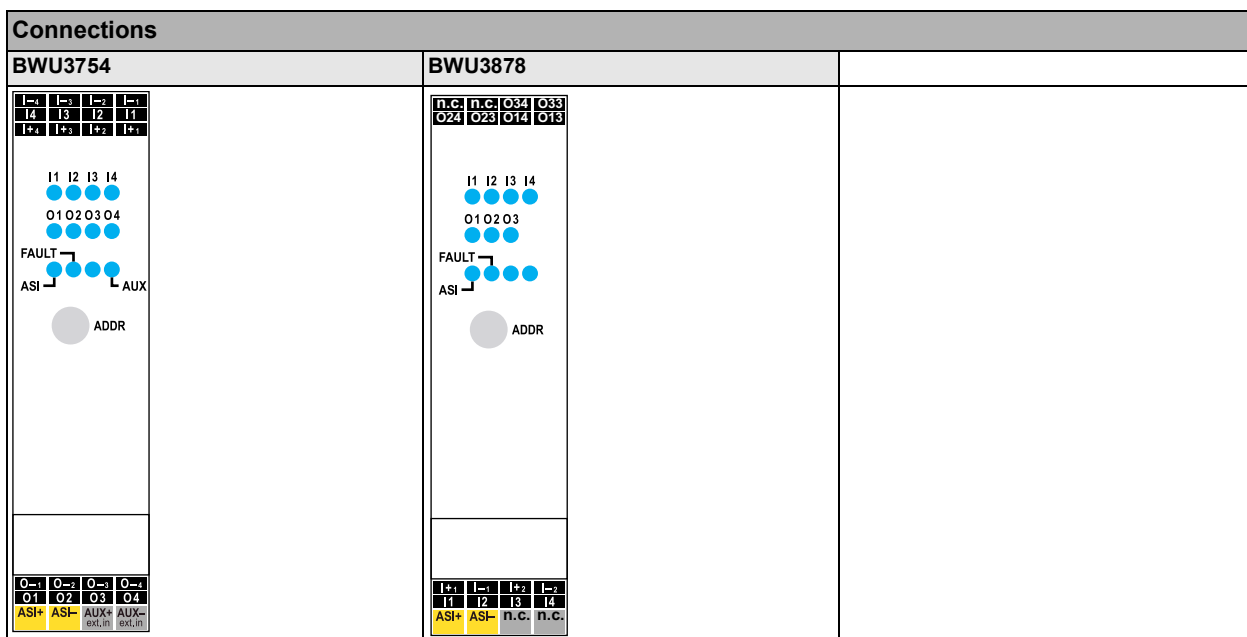 Connections
BWU3754
BWU3878
I–4 I–3 I–2 I–1
I4 I3 I2 I1
I+4 I+3 I+2 I+1
I1 I2 I3 I4
O1 O2 O3 O4
FAULT
ASI
AUX
ADDR
O–1 O–2 O–3 O–4
O1 O2 O3 O4
ASI+ ASI– AUX+ AUX–
ext.in ext.in
n.c. n.c. O34 O33
O24 O23 O14 O13
I1 I2 I3 I4
O1 O2 O3
FAULT
ASI
ADDR
I+1 I–1 I+2 I–2
I1 I2 I3 I4
ASI+ ASI– n.c. n.c.